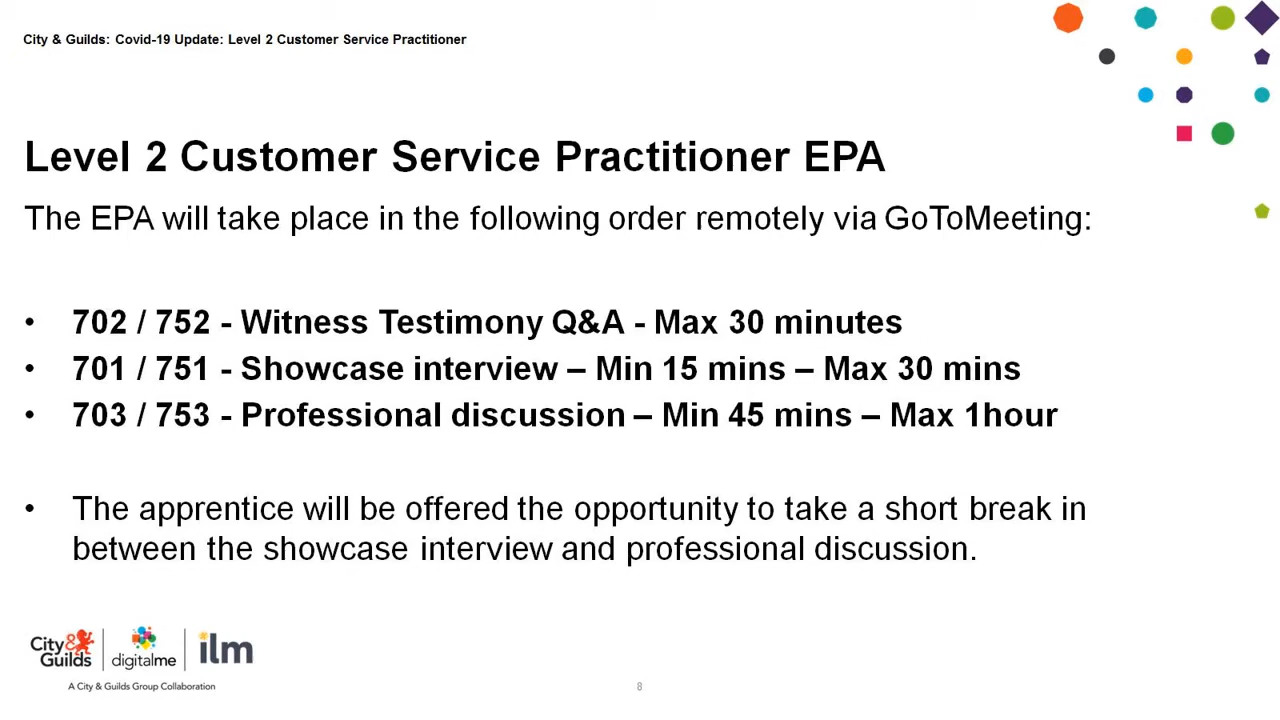 City & Guilds: Covid-19 Update: Level 2 Customer Service Practitioner
Level 2 Customer Service Practitioner EPA
The EPA will take place in the following order remotely via GoToMeeting:
• 702 / 752 - Witness Testimony Q&A - Max 30 minutes
• 701 / 751 - Showcase interview – Min 15 mins – Max 30 mins
• 703 / 753 - Professional discussion – Min 45 mins – Max 1hour
• The apprentice will be offered the opportunity to take a short break in
between the showcase interview and professional discussion.
City&
Guilds
digitalme
ilm
A City & Guilds Group Collaboration
8